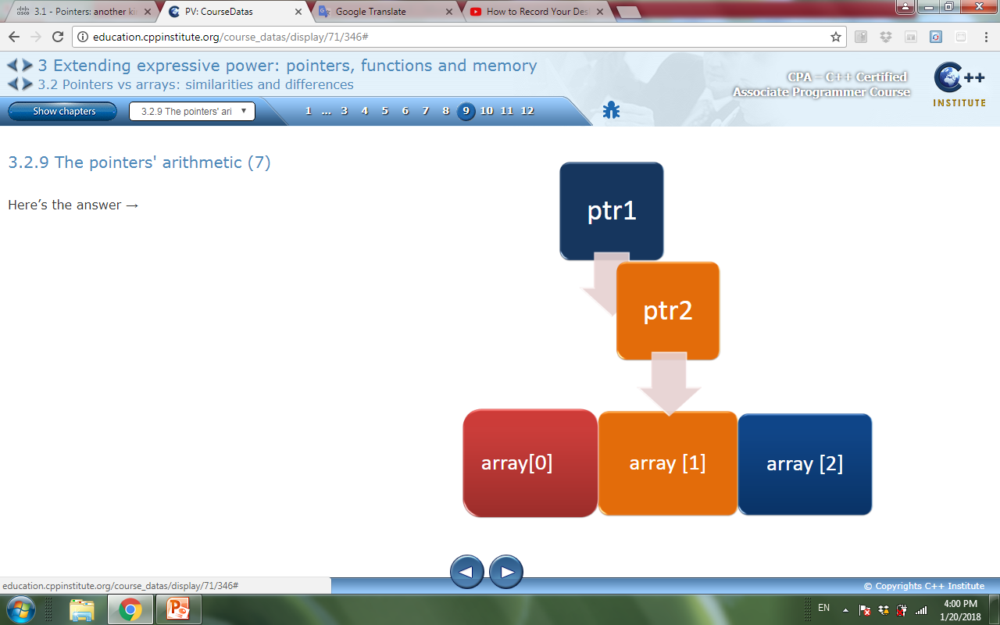 cisco 3.1 - Pointers: another ki
PV: CourseDatas
Google Translate
How to Record Your Des
education.cppinstitute.org/course_datas/display/71/346#
3 Extending expressive power: pointers, functions and memory
3.2 Pointers vs arrays: similarities and differences
CPA – C++ Certified
Associate Programmer Course
C++
INSTITUTE
Show chapters
3.2.9 The pointers' ari
1 ... 3 4 5 6 7 8 9 10 11 12
3.2.9 The pointers' arithmetic (7)
Here’s the answer →
ptr1
ptr2
array[0]
array [1]
array [2]
education.cppinstitute.org/course_datas/display/71/346#
© Copyrights C++ Institute
EN
4:00 PM
1/20/2018